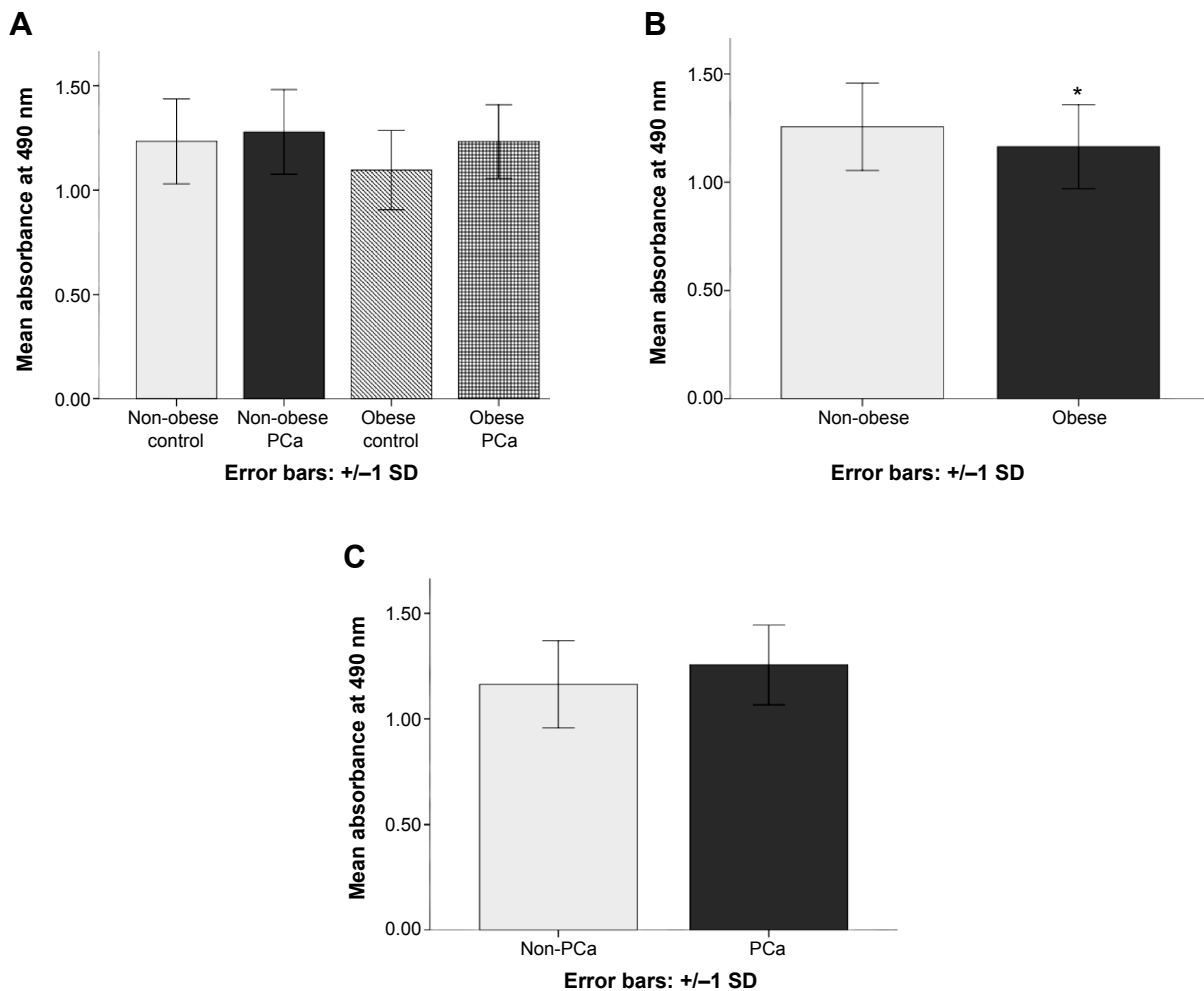 A
Mean absorbance at 490 nm
1.50
1.00
0.50
0.00
Non-obese
control
Non-obese
PCa
Obese
control
Obese
PCa
Error bars: +/–1 SD
B
Mean absorbance at 490 nm
1.50
1.00
0.50
0.00
*
Non-obese
Obese
Error bars: +/–1 SD
C
Mean absorbance at 490 nm
1.50
1.00
0.50
0.00
Non-PCa
PCa
Error bars: +/–1 SD